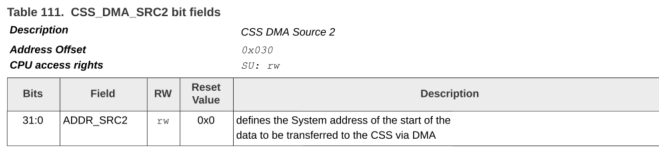 Table 111. CSS_DMA_SRC2 bit fields
Description CSS DMA Source 2
Address Offset 0x030
CPU access rights SU: rw
Bits Field RW Reset Value Description
31:0 ADDR_SRC2 rw 0x0 defines the System address of the start of the
data to be transferred to the CSS via DMA